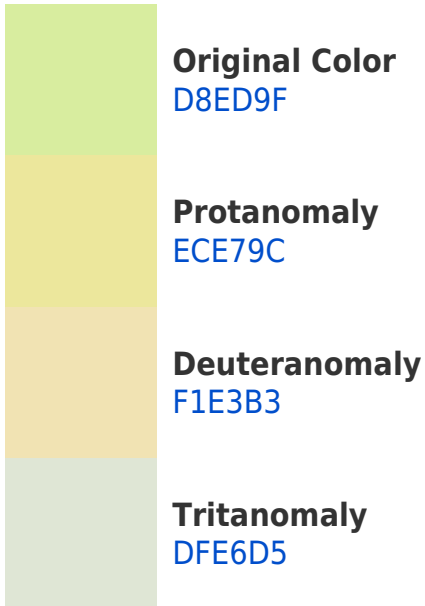 Original Color
D8ED9F
Protanomaly
ECE79C
Deuteranomaly
F1E3B3
Tritanomaly
DFE6D5